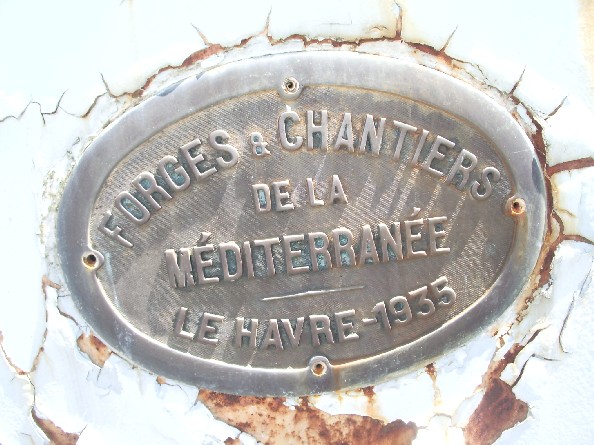 FORGES & CHANTIERS
DE LA
MÉDITERRANÉE
LE HAVRE-1935